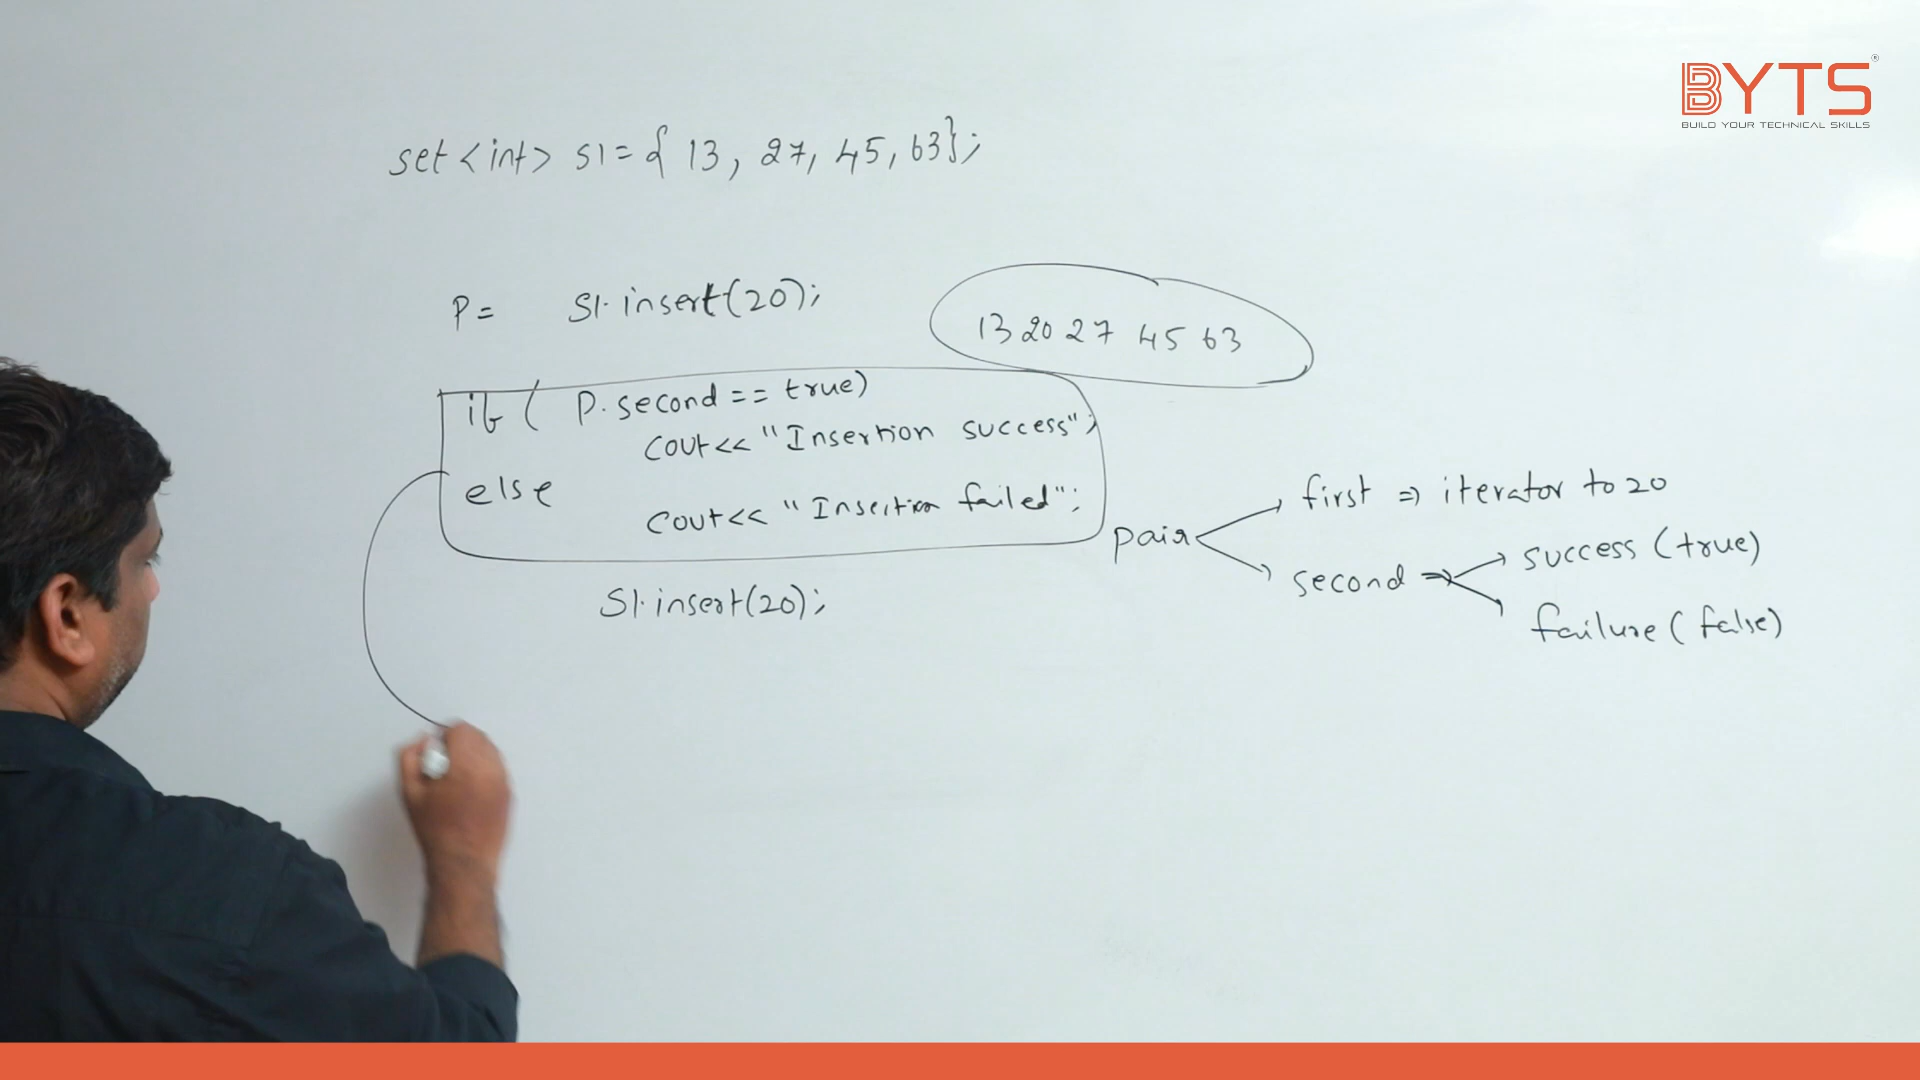 BYTS®
BUILD YOUR TECHNICAL SKILLS
set<int> s1 = { 13, 27, 45, 63};
P = S1.insert(20);
13 20 27 45 63
if ( P.second == true)
cout<< "Insertion success";
else
cout<< "Insertion failed";
pair
first => iterator to 20
second => success (true)
failure (false)
S1.insert(20);